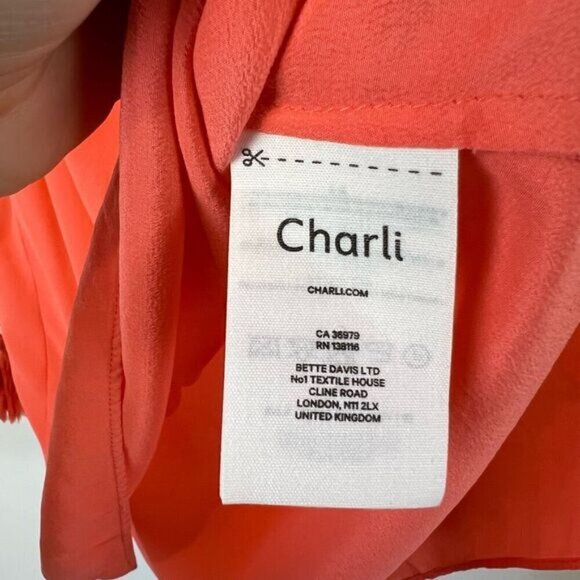 Charli
CHARLI.COM
CA 36979
RN 138116
BETTE DAVIS LTD
No1 TEXTILE HOUSE
CLINE ROAD
LONDON, N11 2LX
UNITED KINGDOM